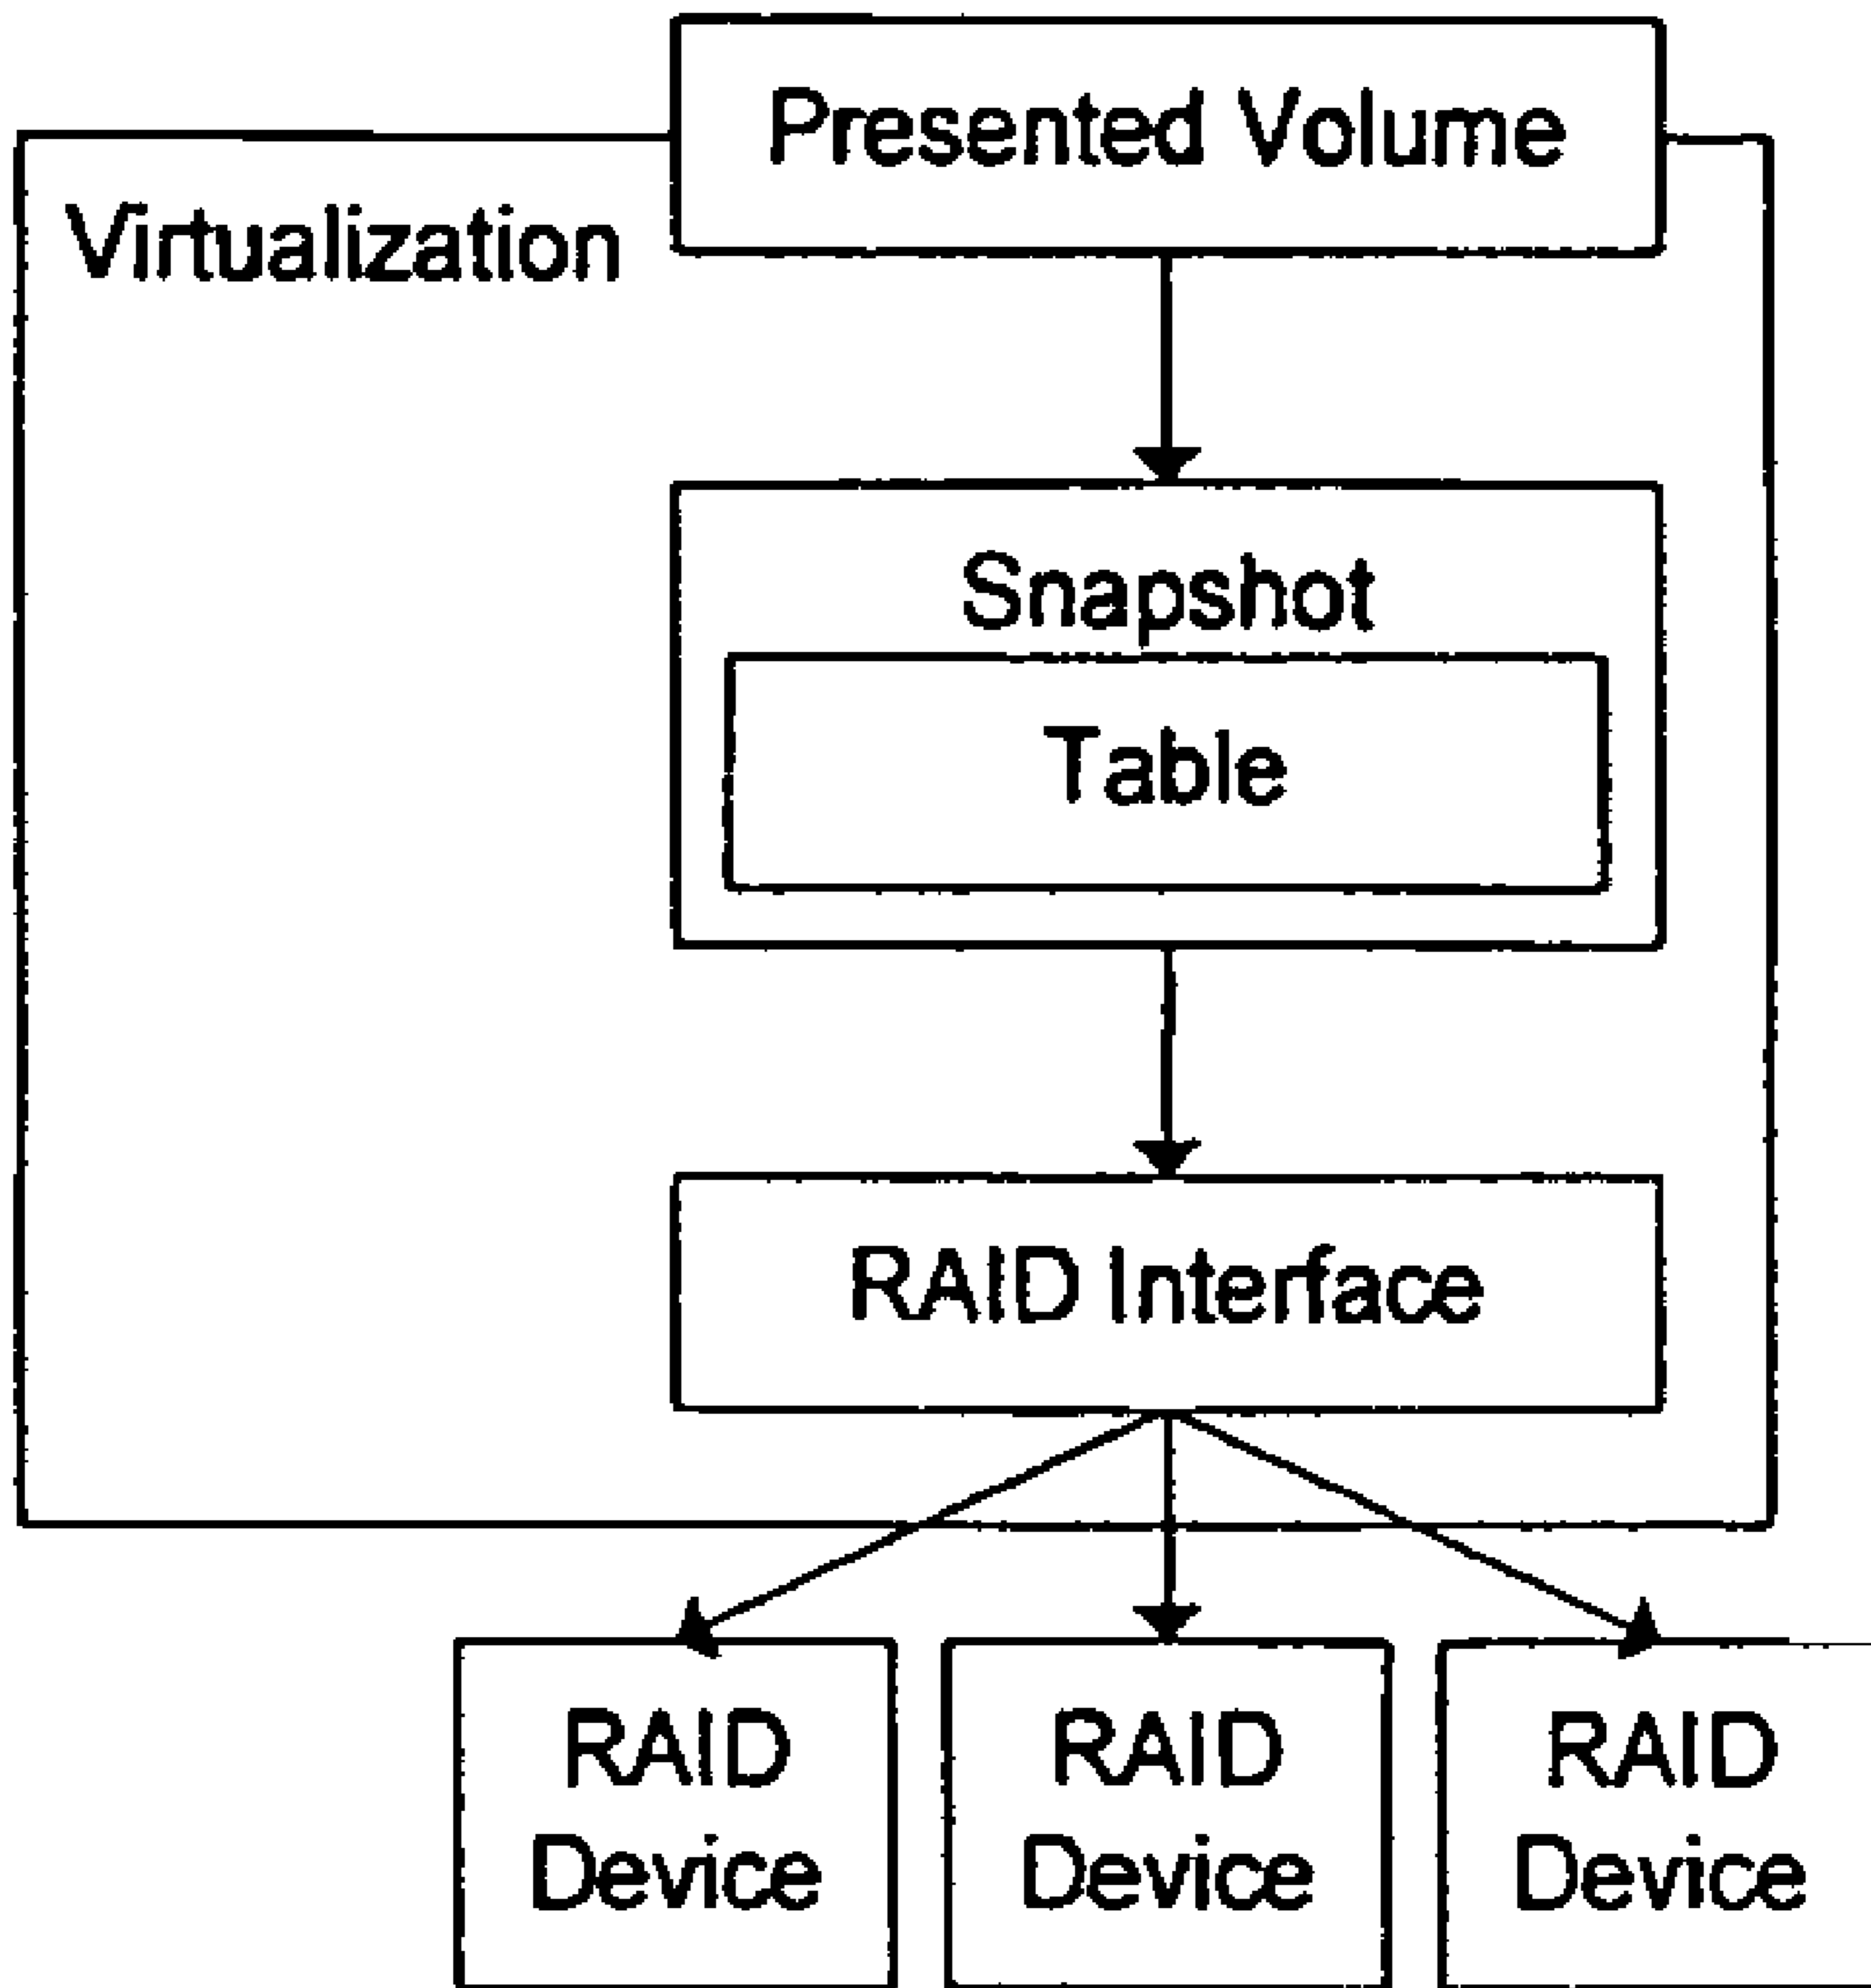 Presented Volume
Virtualization
Snapshot
Table
RAID Interface
RAID
Device
RAID
Device
RAID
Device